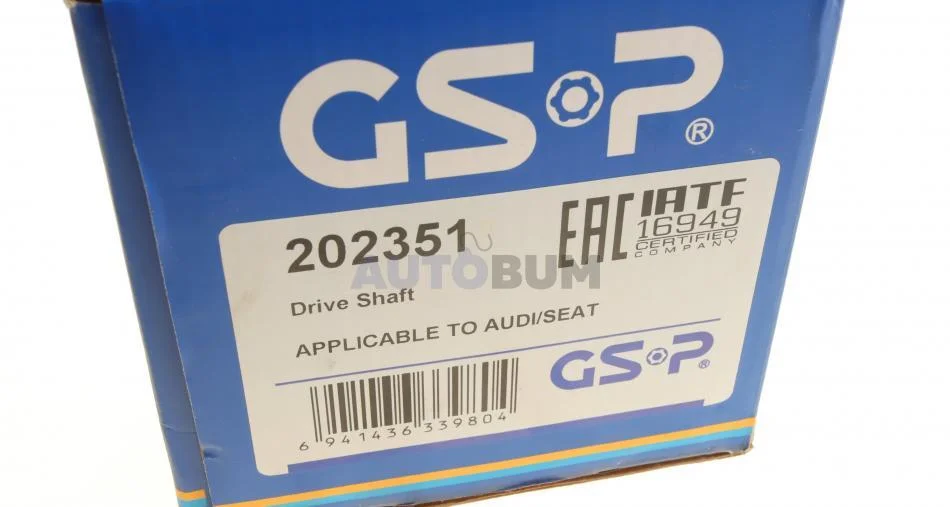 GSP®
202351
EAC
IATF
16949
CERTIFIED
COMPANY
AUTOBUM
Drive Shaft
APPLICABLE TO AUDI/SEAT
GSP®
6 941436 339804